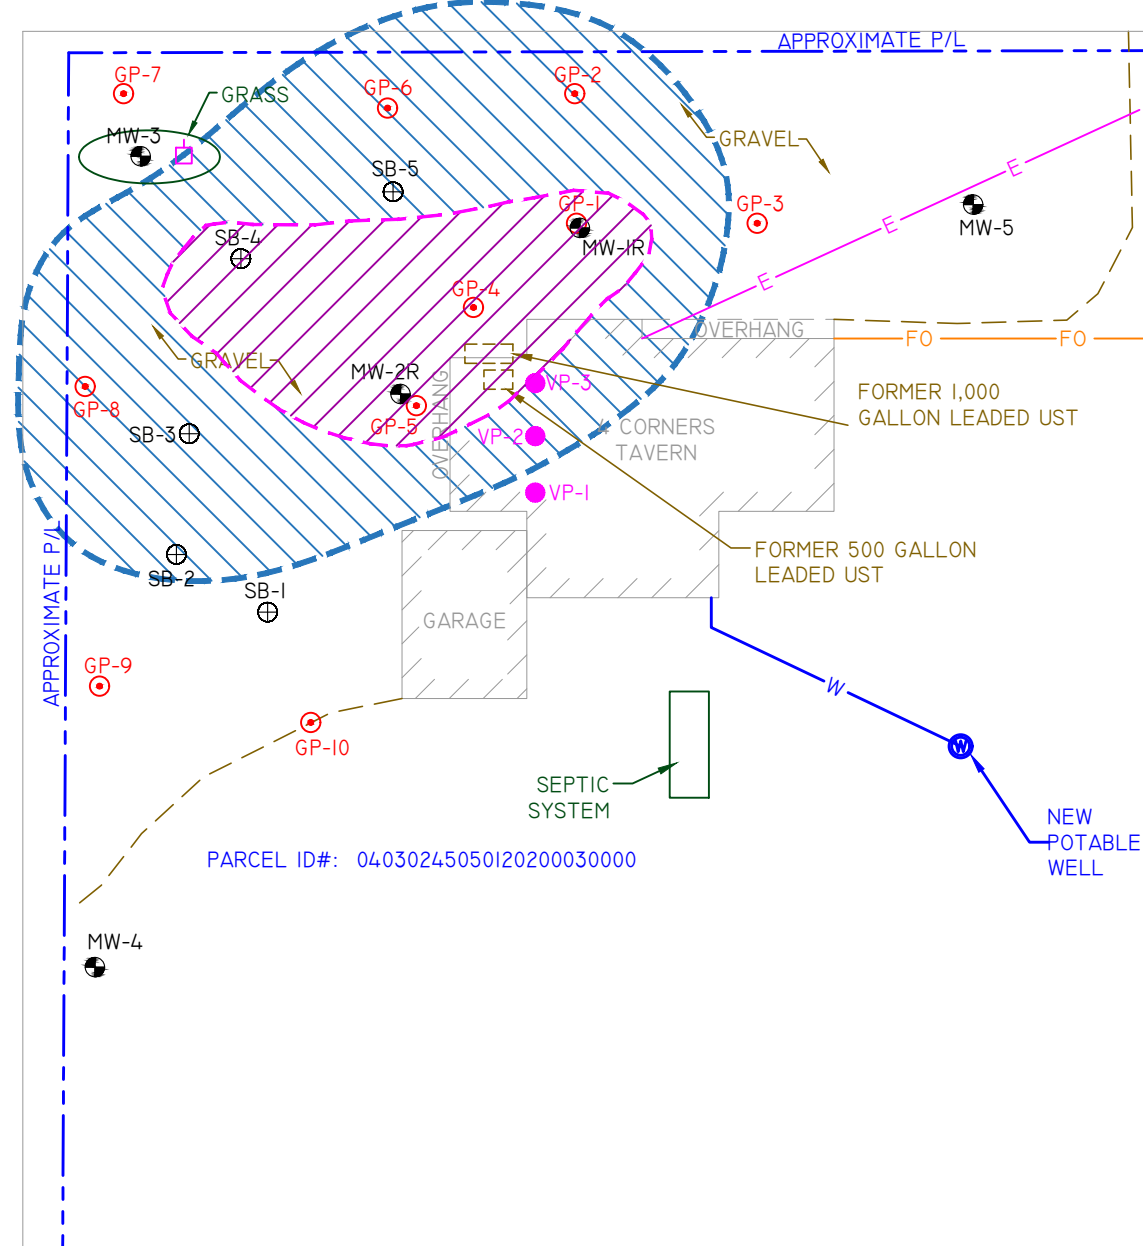 APPROXIMATE P/L
GP-7
GP-6
GP-2
GRASS
MW-3
GRAVEL
SB-5
E
GP-1
GP-3
MW-5
E
SB-4
MW-1R
E
GP-4
OVERHANG
FO
FO
GRAVEL
MW-2R
OVERHANG
VP-3
FORMER 1,000
GALLON LEADED UST
GP-8
GP-5
SB-3
VP-2
4 CORNERS
TAVERN
VP-1
APPROXIMATE P/L
FORMER 500 GALLON
LEADED UST
SB-2
SB-1
GARAGE
GP-9
W
GP-10
W
SEPTIC
SYSTEM
NEW
POTABLE
WELL
PARCEL ID#: 04030245050120200030000
MW-4